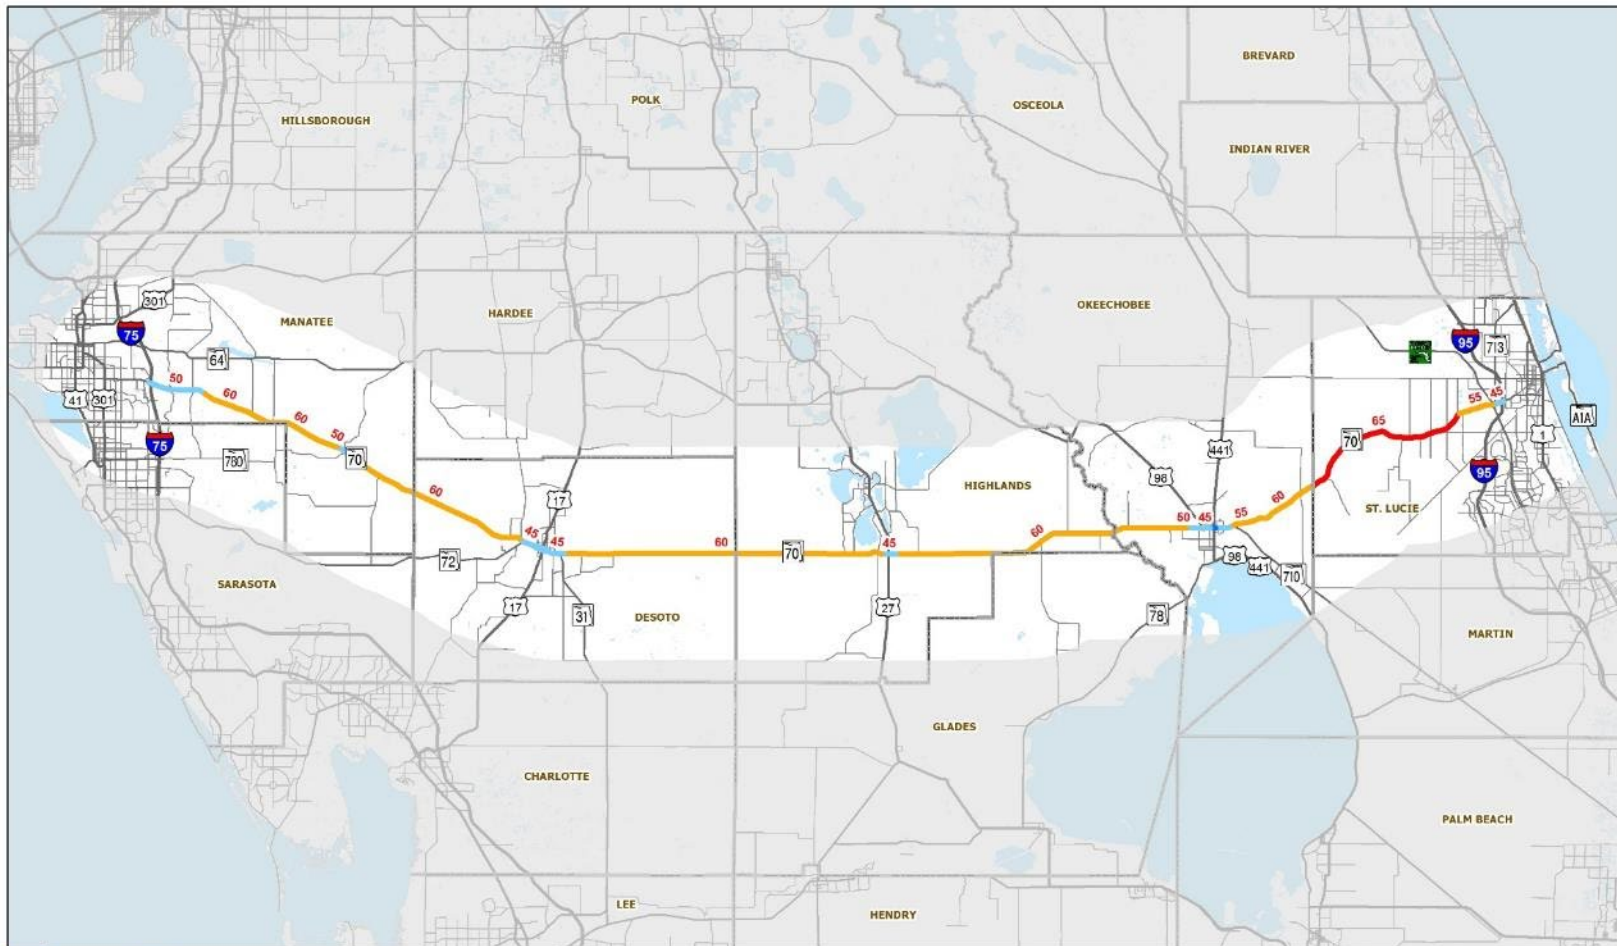 BREVARD
POLK
OSCEOLA
HILLSBOROUGH
INDIAN RIVER
301
MANATEE
HARDEE
OKEECHOBEE
75
95
713
64
50
60
41
301
55
45
A1A
60
65
1
50
70
70
75
780
441
95
98
60
17
HIGHLANDS
60
ST. LUCIE
50
45
55
60
45
45
60
70
45
72
98
441
710
SARASOTA
17
31
DESOTO
27
78
MARTIN
GLADES
CHARLOTTE
PALM BEACH
LEE
HENDRY